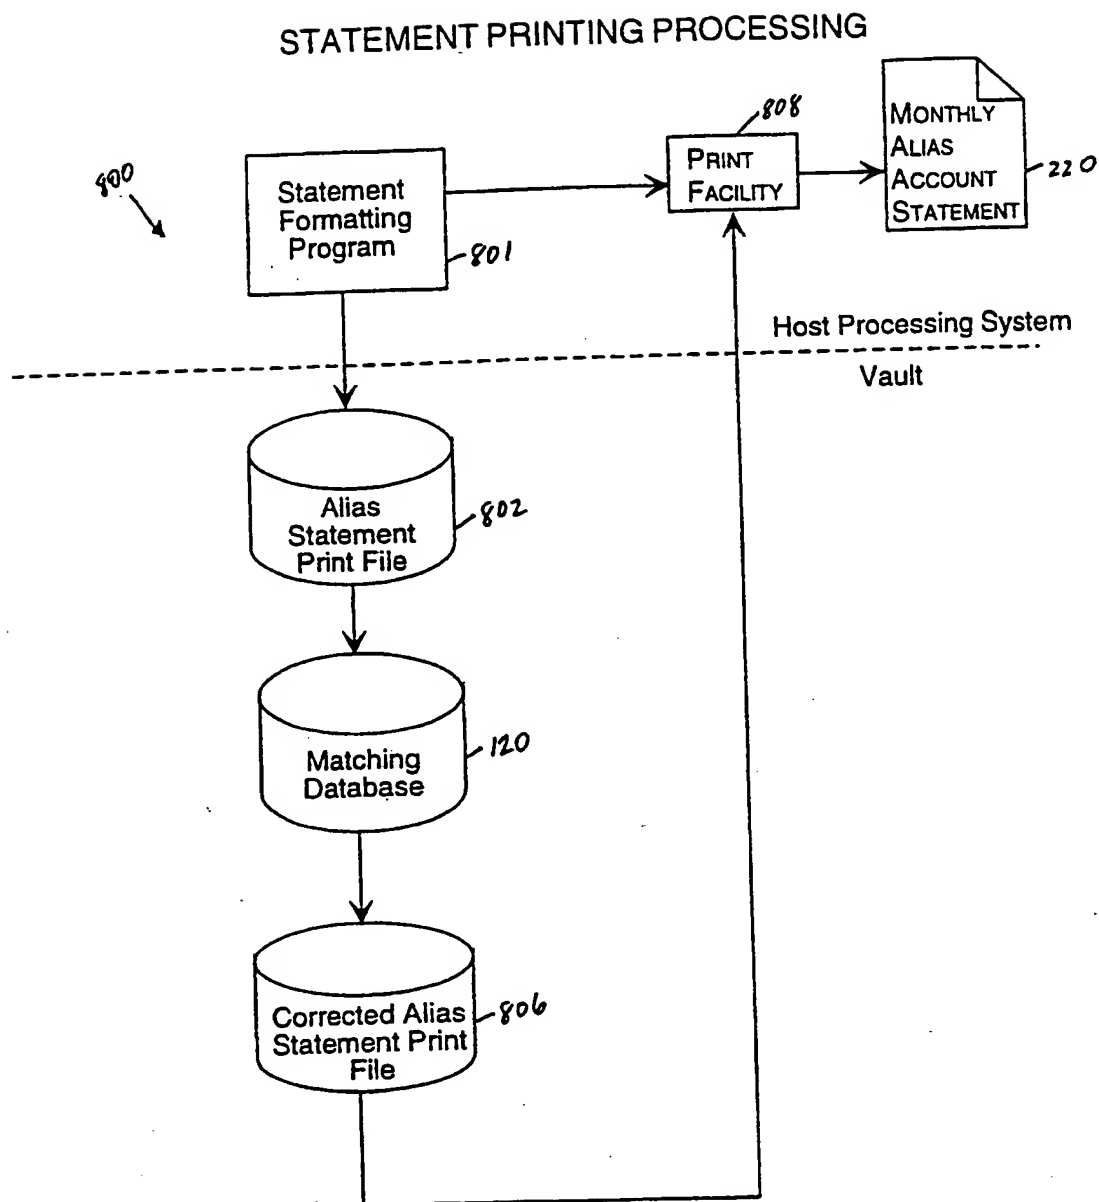 STATEMENT PRINTING PROCESSING
800
Statement
Formatting
Program
801
808
PRINT
FACILITY
MONTHLY
ALIAS
ACCOUNT
STATEMENT
220
Host Processing System
Vault
Alias
Statement
Print File
802
Matching
Database
120
Corrected Alias
Statement Print
File
806